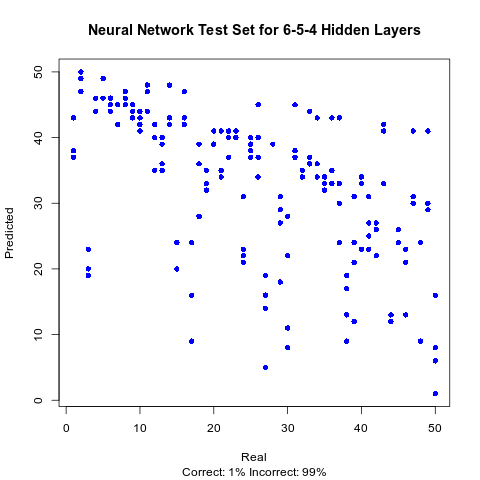 Neural Network Test Set for 6-5-4 Hidden Layers
Predicted
50
40
30
20
10
0
0 10 20 30 40 50
Real
Correct: 1% Incorrect: 99%